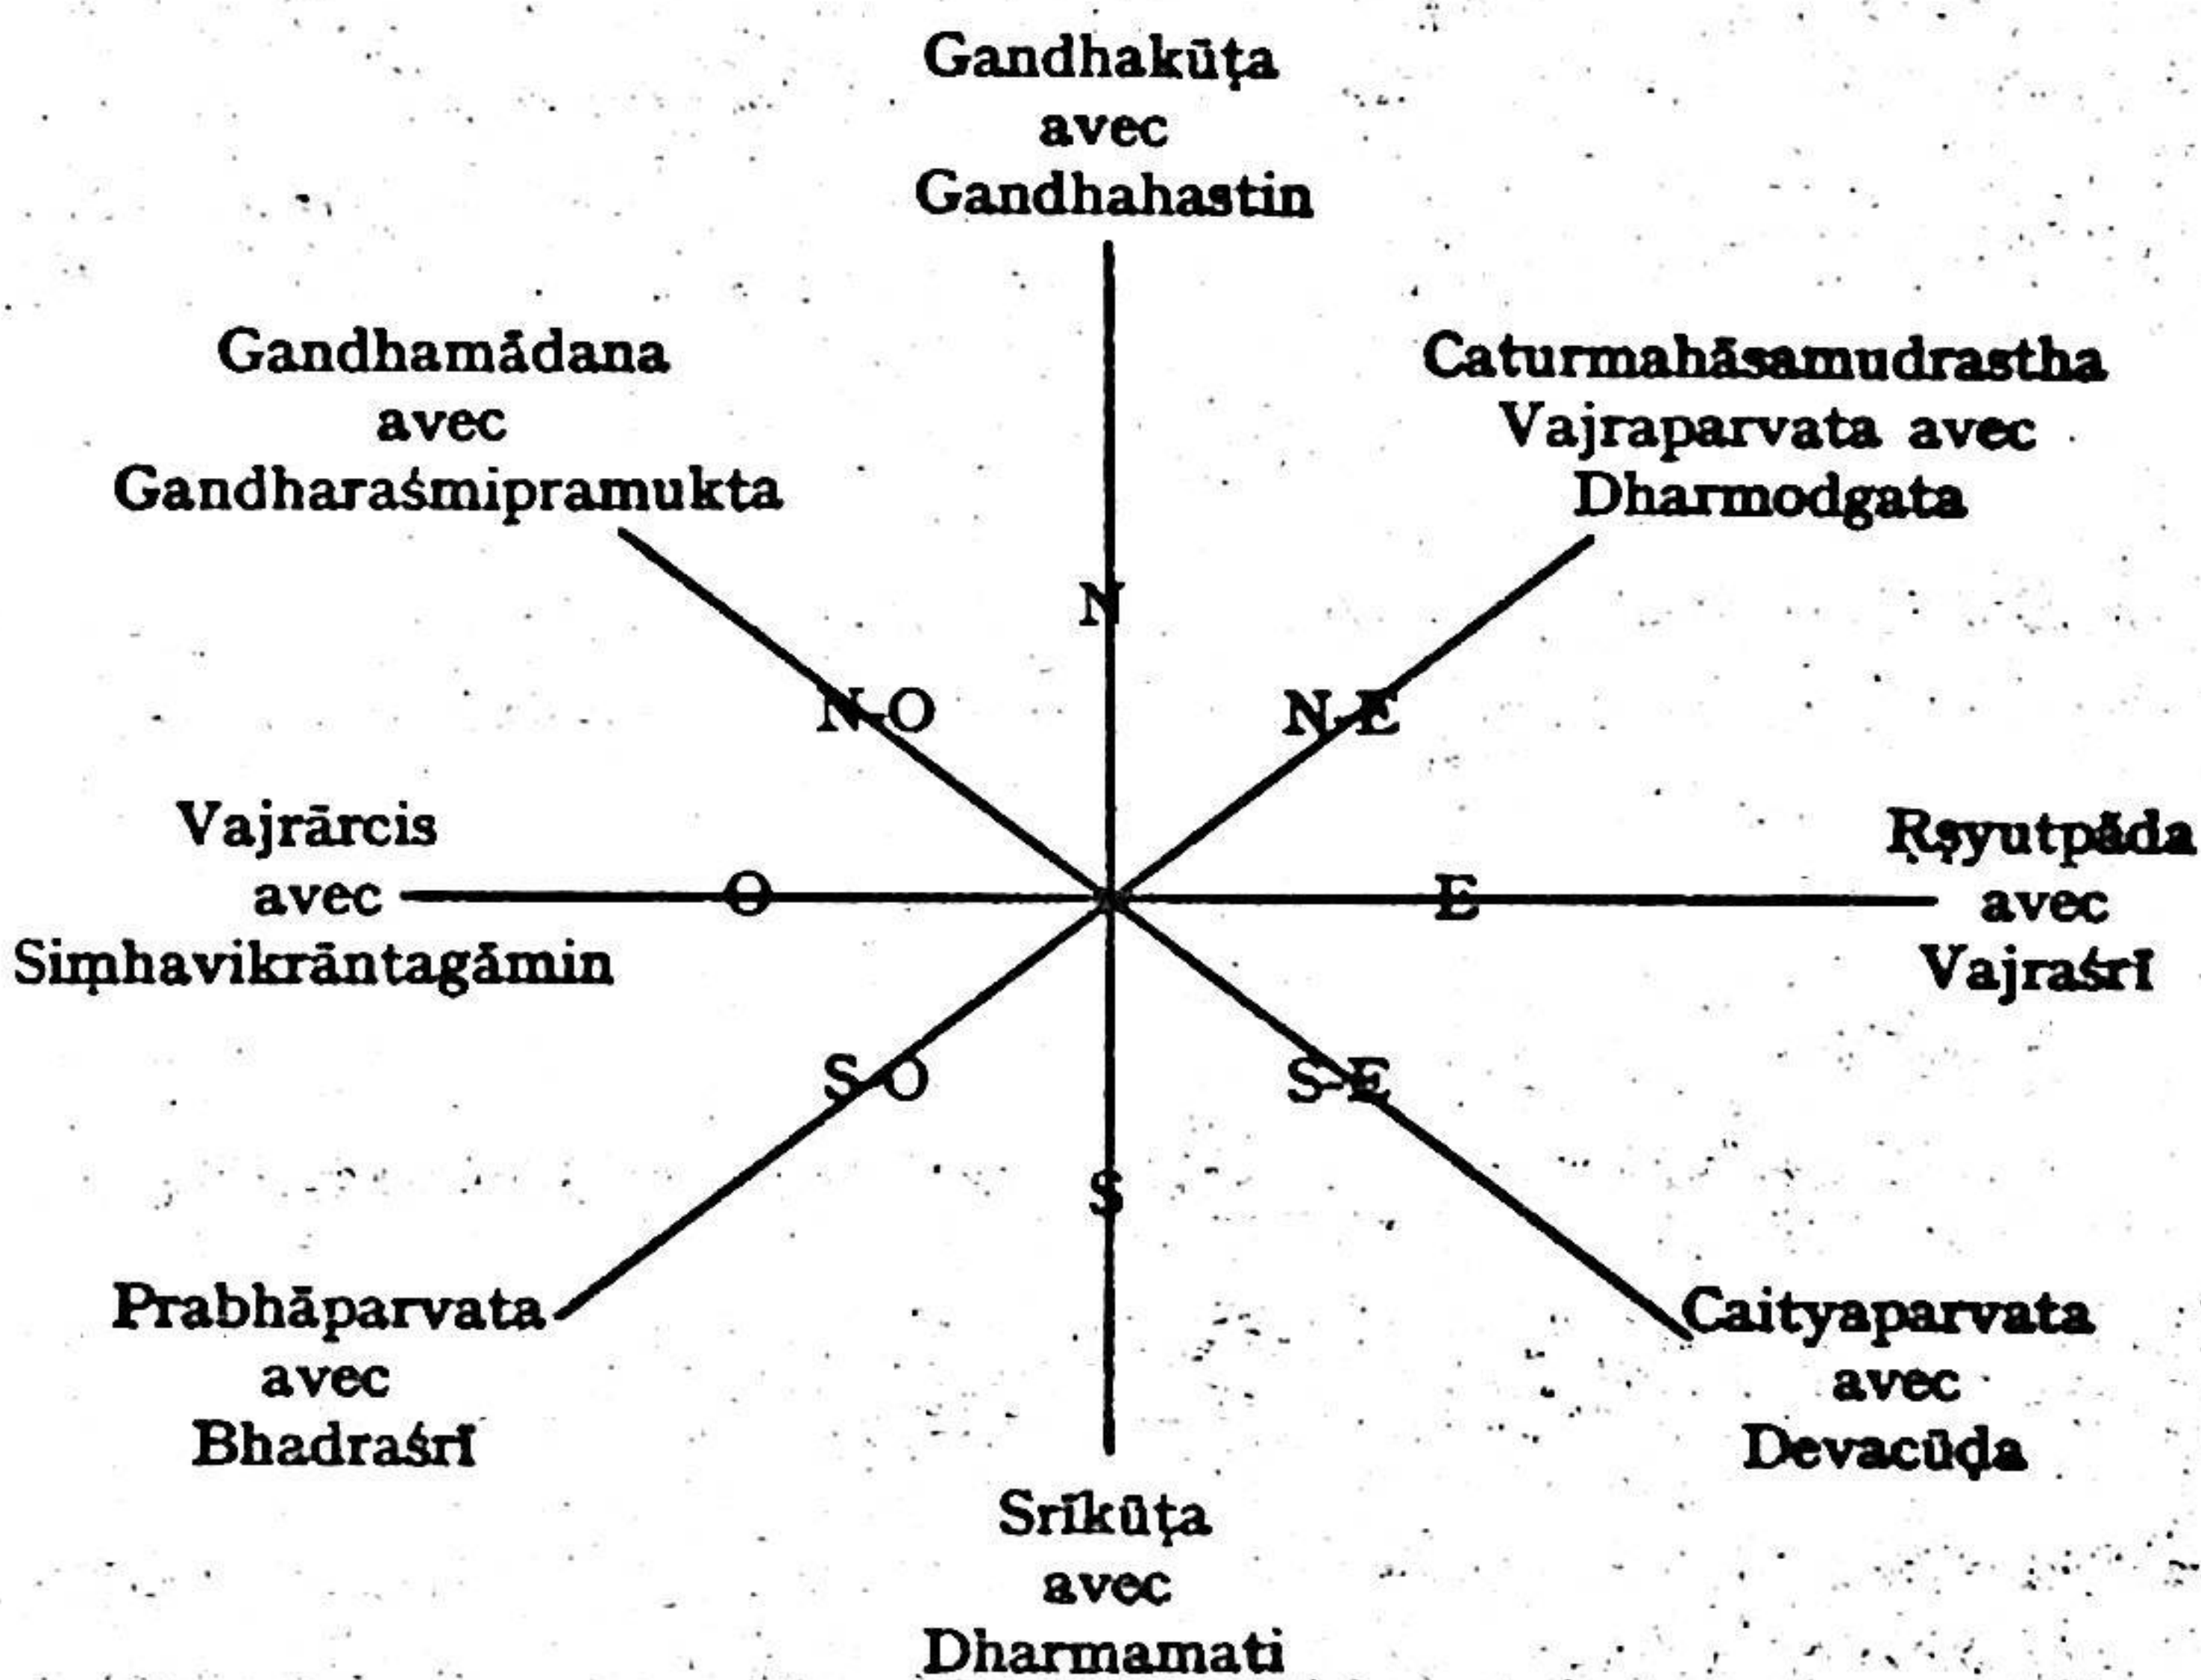 Gandhakūṭa
avec
Gandhahastin
Gandhamādana
avec
Gandharaśmipramukta
Caturmahāsamudrastha
Vajraparvata avec
Dharmodgata
N
N-O
N-E
Vajrārcis
avec
Siṃhavikrāntagāmin
O
E
Ṛṣyutpāda
avec
Vajraśrī
S-O
S-E
S
Prabhāparvata
avec
Bhadraśrī
Caityaparvata
avec
Devacūḍa
Srīkūṭa
avec
Dharmamati